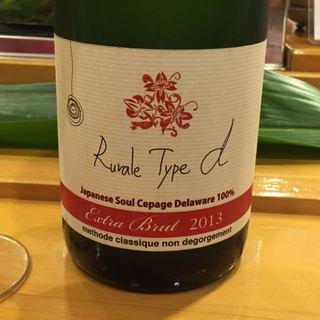 Rurale Type d
Japanese Soul Cepage Delaware 100%
Extra Brut 2013
methode classique non degorgement